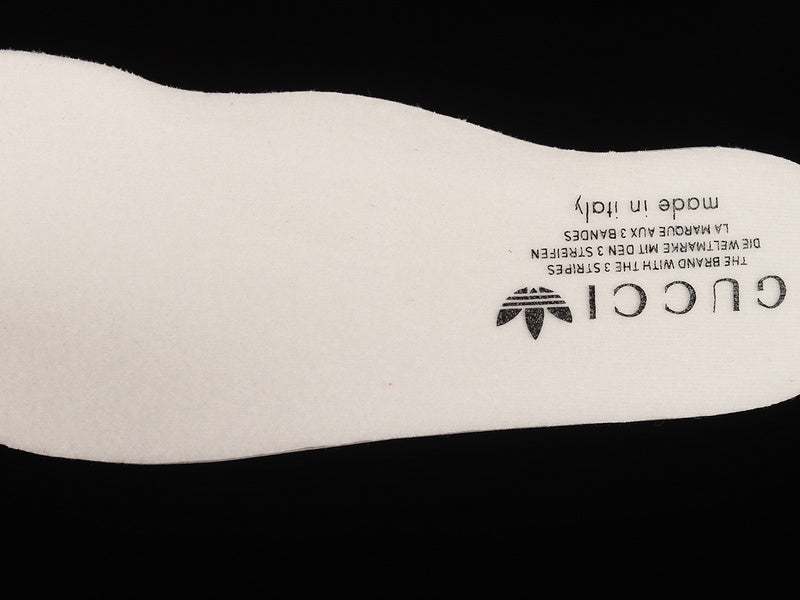 GUCCI
THE BRAND WITH THE 3 STRIPES
DIE WELTMARKE MIT DEN 3 STREIFEN
LA MARQUE AUX 3 BANDES
made in italy